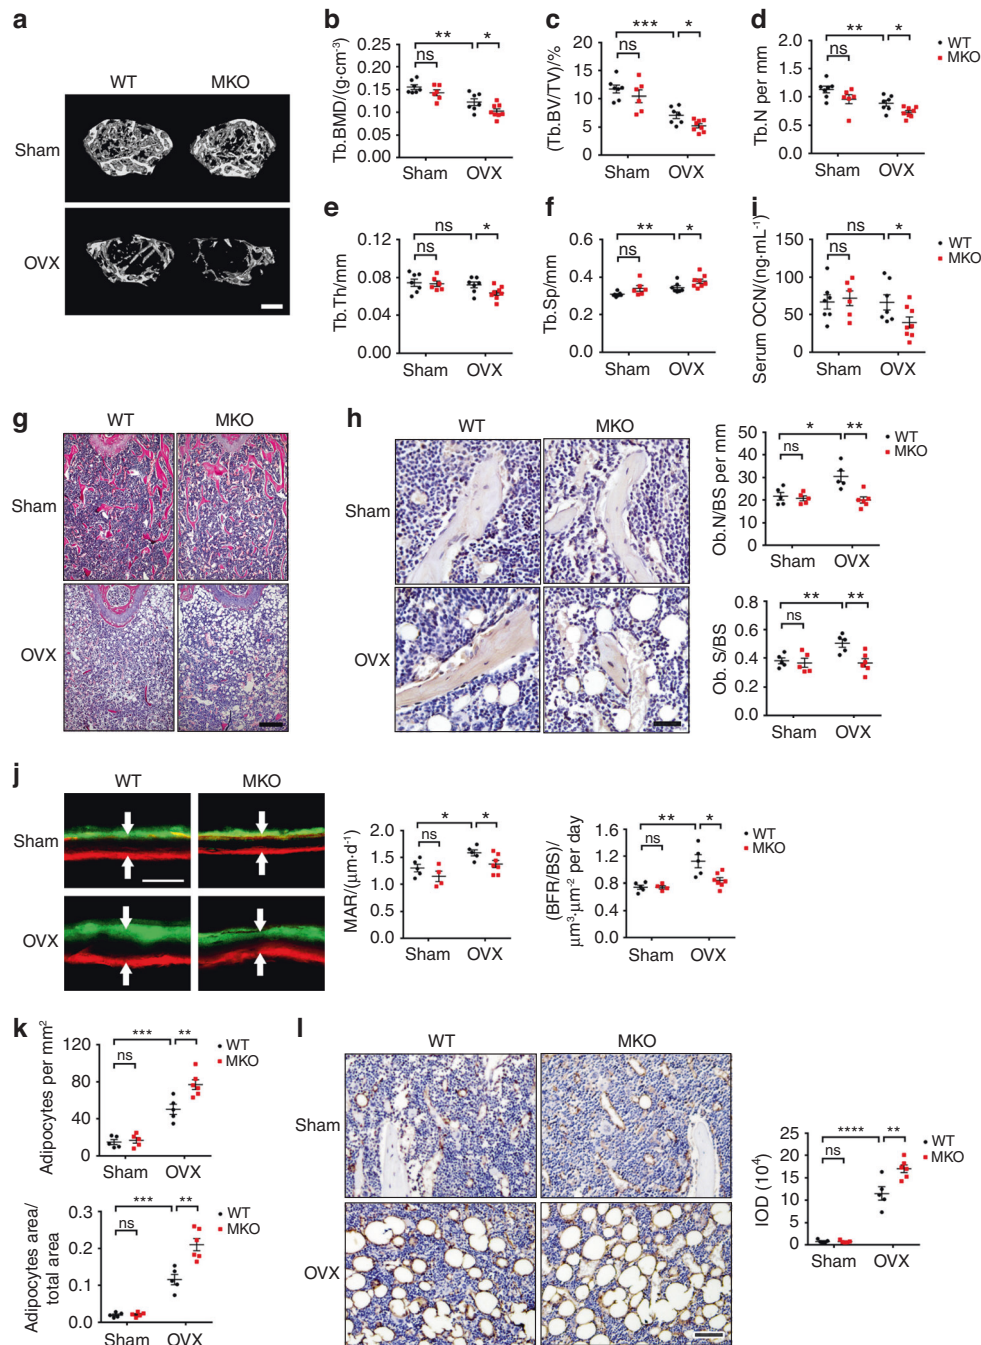 a
WT MKO
Sham
OVX
b
Tb.BMD/(g·cm⁻³)
0.25
0.20
0.15
0.10
0.05
0.00
** *
ns
Sham OVX
c
(Tb.BV/TV)/%
20
15
10
5
0
*** *
ns
Sham OVX
d
Tb.N per mm
2.0
1.5
1.0
0.5
0.0
** *
ns
Sham OVX
WT
MKO
e
Tb.Th/mm
0.12
0.08
0.04
0.00
ns *
ns
Sham OVX
f
Tb.Sp/mm
0.6
0.4
0.2
0.0
** *
ns
Sham OVX
i
Serum OCN/(ng·mL⁻¹)
150
100
50
0
ns *
ns
Sham OVX
WT
MKO
g
WT MKO
Sham
OVX
h
WT MKO
Sham
OVX
Ob.N/BS per mm
50
40
30
20
10
0
* **
ns
Sham OVX
WT
MKO
Ob.S/BS
0.8
0.6
0.4
0.2
0.0
** **
ns
Sham OVX
j
WT MKO
Sham
OVX
MAR/(μm·d⁻¹)
2.0
1.5
1.0
0.5
0.0
* *
ns
Sham OVX
(BFR/BS)/
μm³·μm⁻² per day
1.8
1.2
0.6
0.0
** *
ns
Sham OVX
WT
MKO
k
Adipocytes per mm²
120
80
40
0
*** **
ns
Sham OVX
WT
MKO
Adipocytes area/
total area
0.3
0.2
0.1
0.0
*** **
ns
Sham OVX
WT
MKO
l
WT MKO
Sham
OVX
IOD (10⁴)
25
20
15
10
5
0
**** **
ns
Sham OVX
WT
MKO